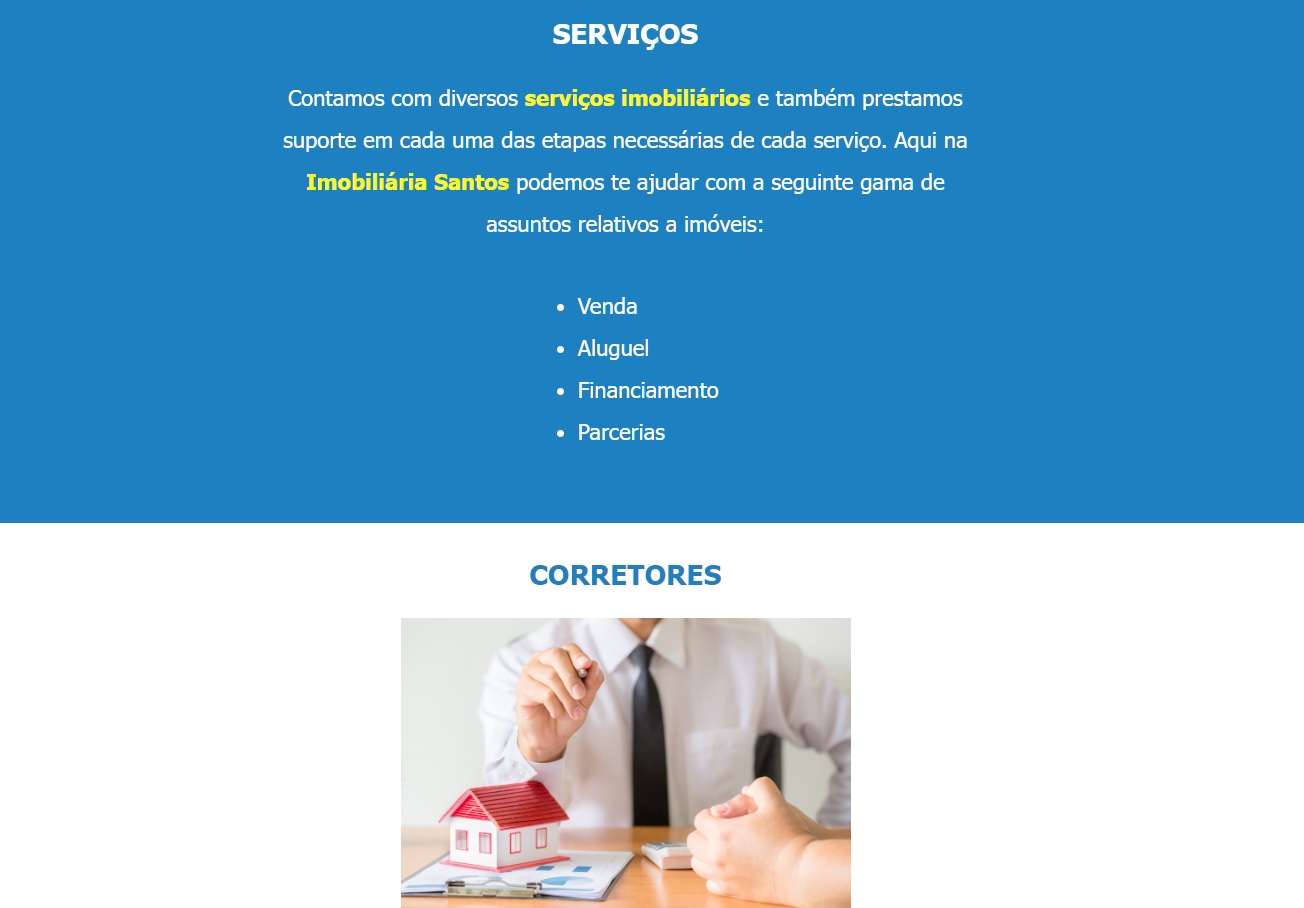 SERVIÇOS
Contamos com diversos serviços imobiliários e também prestamos
suporte em cada uma das etapas necessárias de cada serviço. Aqui na
Imobiliária Santos podemos te ajudar com a seguinte gama de
assuntos relativos a imóveis:
• Venda
• Aluguel
• Financiamento
• Parcerias
CORRETORES